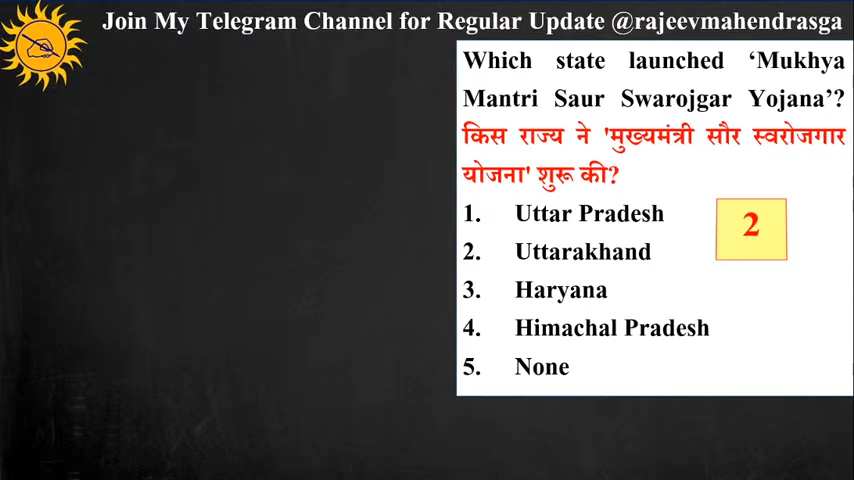 Join My Telegram Channel for Regular Update @rajeevmahendrasga
Which state launched ‘Mukhya
Mantri Saur Swarojgar Yojana’?
किस राज्य ने 'मुख्यमंत्री सौर स्वरोजगार
योजना' शुरू की?
1. Uttar Pradesh
2. Uttarakhand
3. Haryana
4. Himachal Pradesh
5. None
2